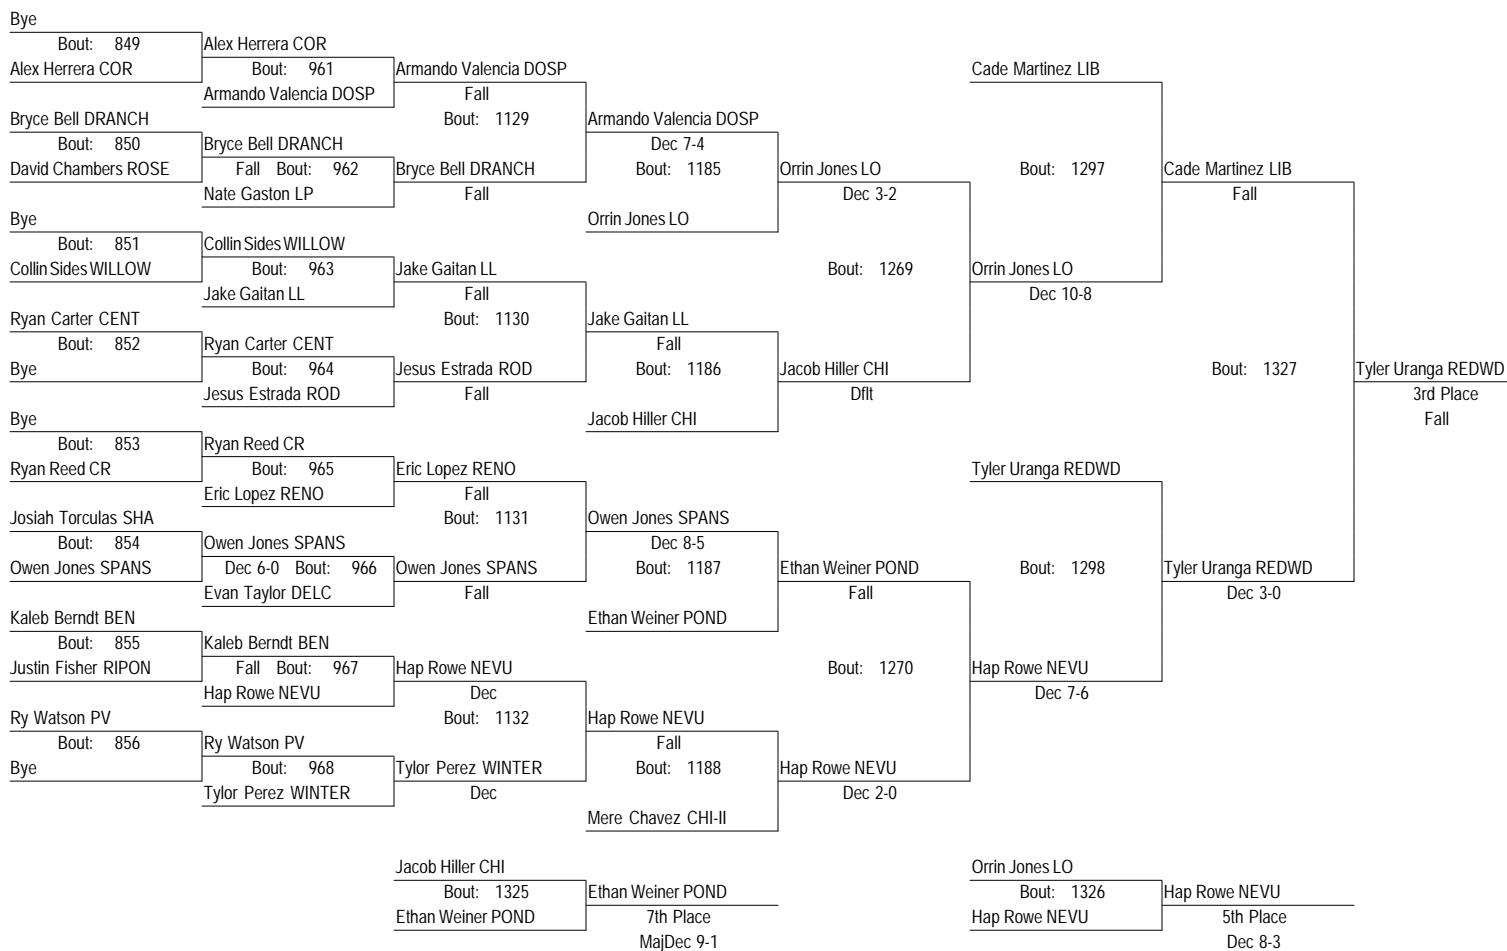 Bye
Bout: 849 Alex Herrera COR
Alex Herrera COR Bout: 961 Armando Valencia DOSP Cade Martinez LIB
Armando Valencia DOSP Fall
Bryce Bell DRANCH Bout: 1129 Armando Valencia DOSP
Bout: 850 Bryce Bell DRANCH Dec 7-4
David Chambers ROSE Fall Bout: 962 Bryce Bell DRANCH Bout: 1185 Orrin Jones LO Bout: 1297 Cade Martinez LIB
Nate Gaston LP Fall Dec 3-2 Fall
Bye Orrin Jones LO
Bout: 851 Collin Sides WILLOW
Collin Sides WILLOW Bout: 963 Jake Gaitan LL Bout: 1269 Orrin Jones LO
Jake Gaitan LL Fall Dec 10-8
Ryan Carter CENT Bout: 1130 Jake Gaitan LL
Bout: 852 Ryan Carter CENT Fall
Bye Bout: 964 Jesus Estrada ROD Bout: 1186 Jacob Hiller CHI Bout: 1327 Tyler Uranga REDWD
Jesus Estrada ROD Fall Dflt 3rd Place
Bye Jacob Hiller CHI Fall
Bout: 853 Ryan Reed CR
Ryan Reed CR Bout: 965 Eric Lopez RENO Tyler Uranga REDWD
Eric Lopez RENO Fall
Josiah Torculas SHA Bout: 1131 Owen Jones SPANS
Bout: 854 Owen Jones SPANS Dec 8-5
Owen Jones SPANS Dec 6-0 Bout: 966 Owen Jones SPANS Bout: 1187 Ethan Weiner POND Bout: 1298 Tyler Uranga REDWD
Evan Taylor DELC Fall Fall Dec 3-0
Kaleb Berndt BEN Ethan Weiner POND
Bout: 855 Kaleb Berndt BEN
Justin Fisher RIPON Fall Bout: 967 Hap Rowe NEVU Bout: 1270 Hap Rowe NEVU
Hap Rowe NEVU Dec Dec 7-6
Ry Watson PV Bout: 1132 Hap Rowe NEVU
Bout: 856 Ry Watson PV Fall
Bye Bout: 968 Tylor Perez WINTER Bout: 1188 Hap Rowe NEVU
Tylor Perez WINTER Dec Dec 2-0
Mere Chavez CHI-II
Jacob Hiller CHI Orrin Jones LO
Bout: 1325 Ethan Weiner POND Bout: 1326 Hap Rowe NEVU
Ethan Weiner POND 7th Place Hap Rowe NEVU 5th Place
MajDec 9-1 Dec 8-3